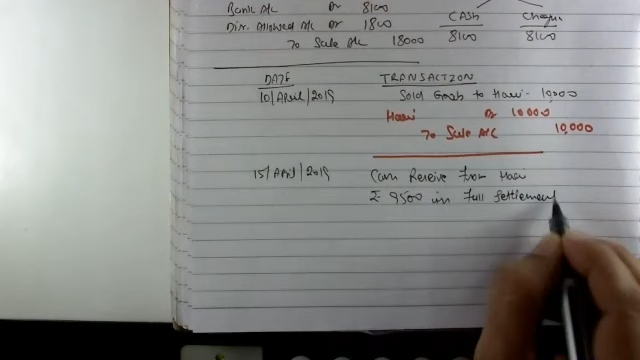 Bank A/c Dr 8100
Dis. Allowed A/c Dr 1800 CASH Cheque
To Sale A/c 18000 8100 8100
DATE TRANSACTION
10/April/2019 Sold Goods to Hari - 10,000
Hari Dr 10000
To Sale A/c 10,000
15/April/2019 Cash Receive from Hari
₹ 9500 in full settlement